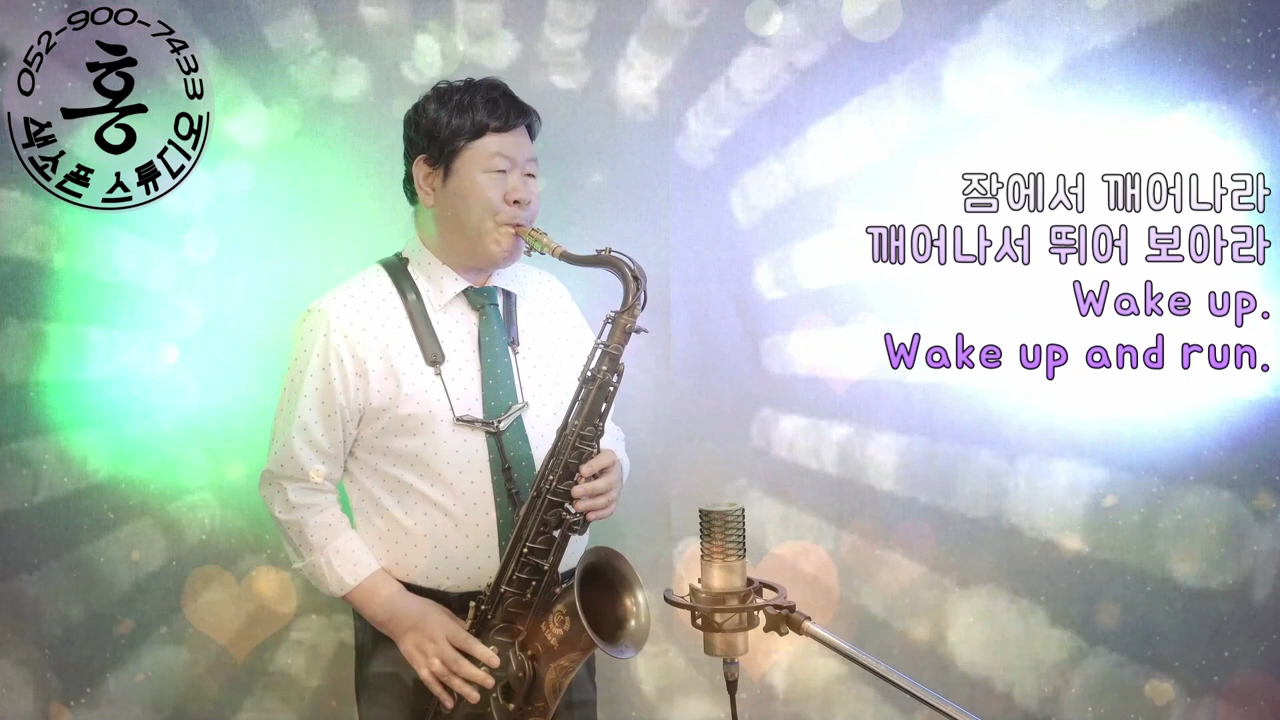 052-900-7433
홍
색소폰 스튜디오
잠에서 깨어나라
깨어나서 뛰어 보아라
Wake up.
Wake up and run.